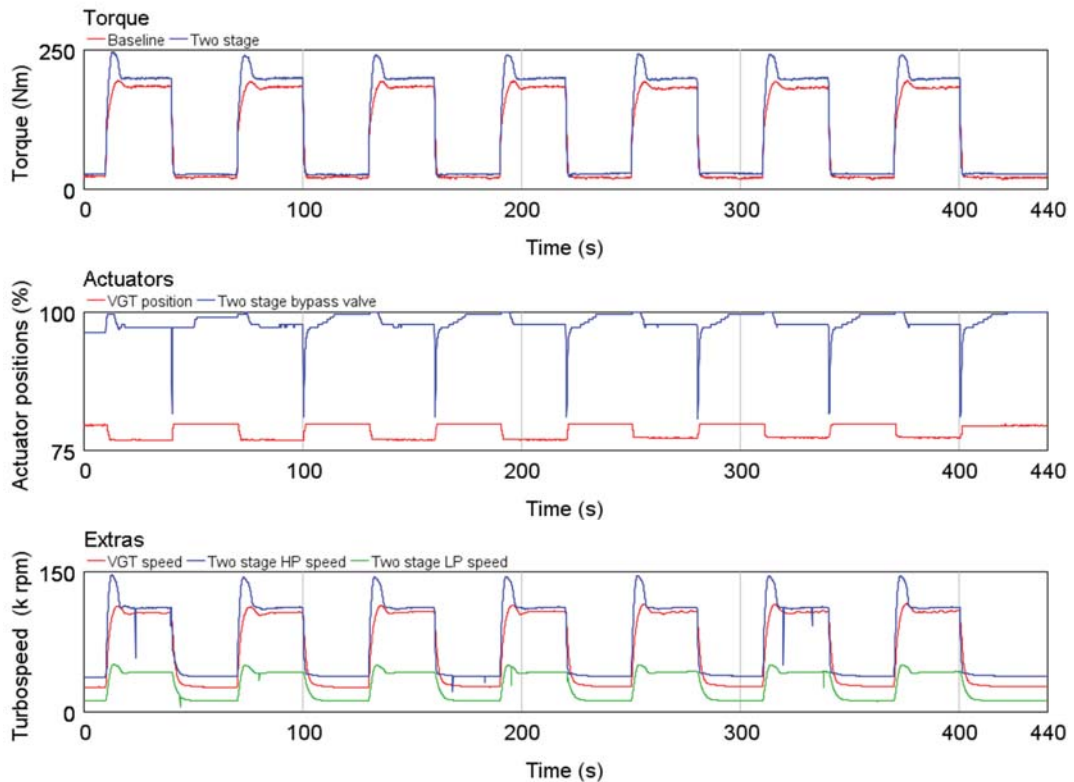 Torque
Baseline Two stage
250
Torque (Nm)
0
0 100 200 300 400 440
Time (s)
Actuators
VGT position Two stage bypass valve
100
Actuator positions (%)
75
0 100 200 300 400 440
Time (s)
Extras
VGT speed Two stage HP speed Two stage LP speed
150
Turbospeed (k rpm)
0
0 100 200 300 400 440
Time (s)